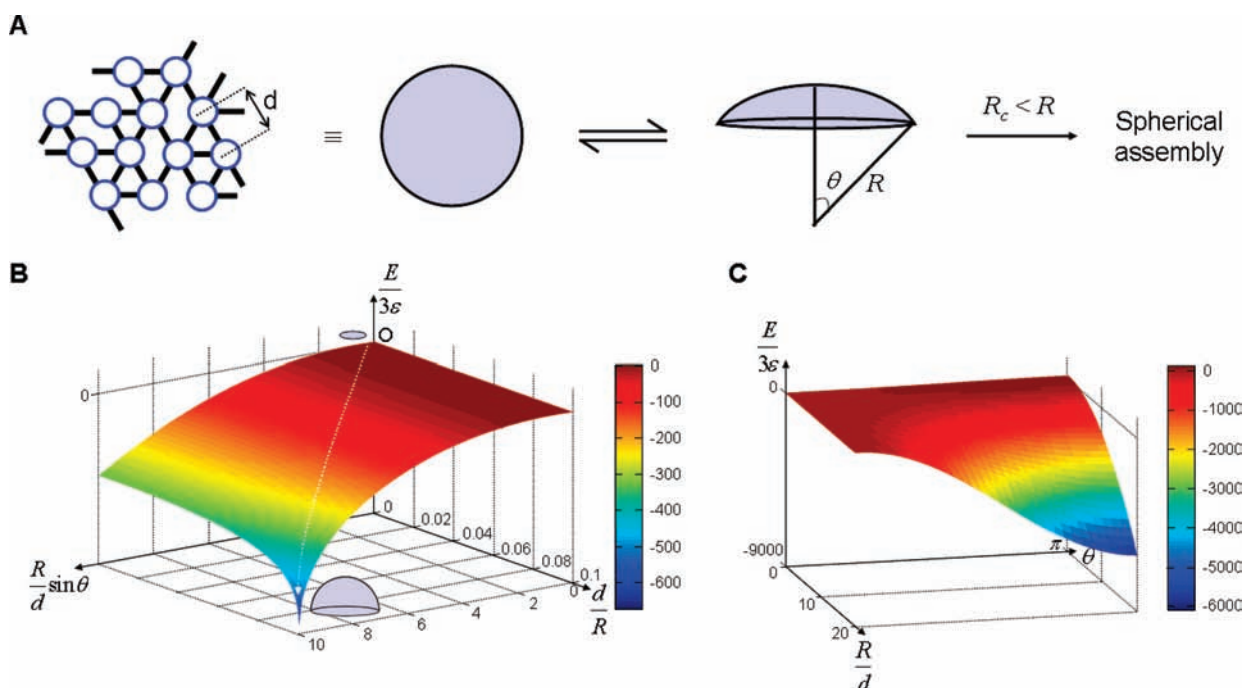 A
d
≡
θ
R
R_c < R
Spherical
assembly
B
E/3ε
O
0
R/d sinθ
0
0.02
0.04
0.06
0.08
0.1
d/R
0
2
4
6
8
10
0
-100
-200
-300
-400
-500
-600
C
E/3ε
0
-9000
0
10
20
R/d
π
θ
0
-1000
-2000
-3000
-4000
-5000
-6000